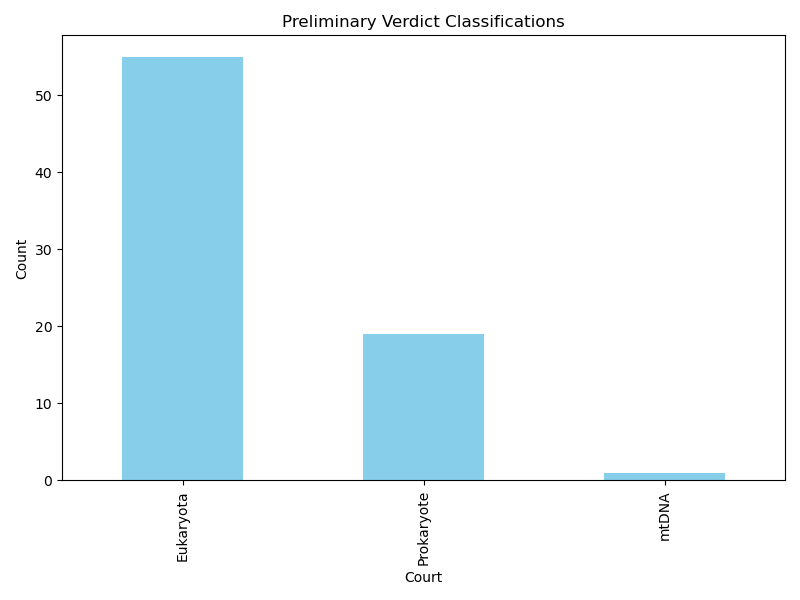 Preliminary Verdict Classifications
Count
50
40
30
20
10
0
Eukaryota
Prokaryote
mtDNA
Court